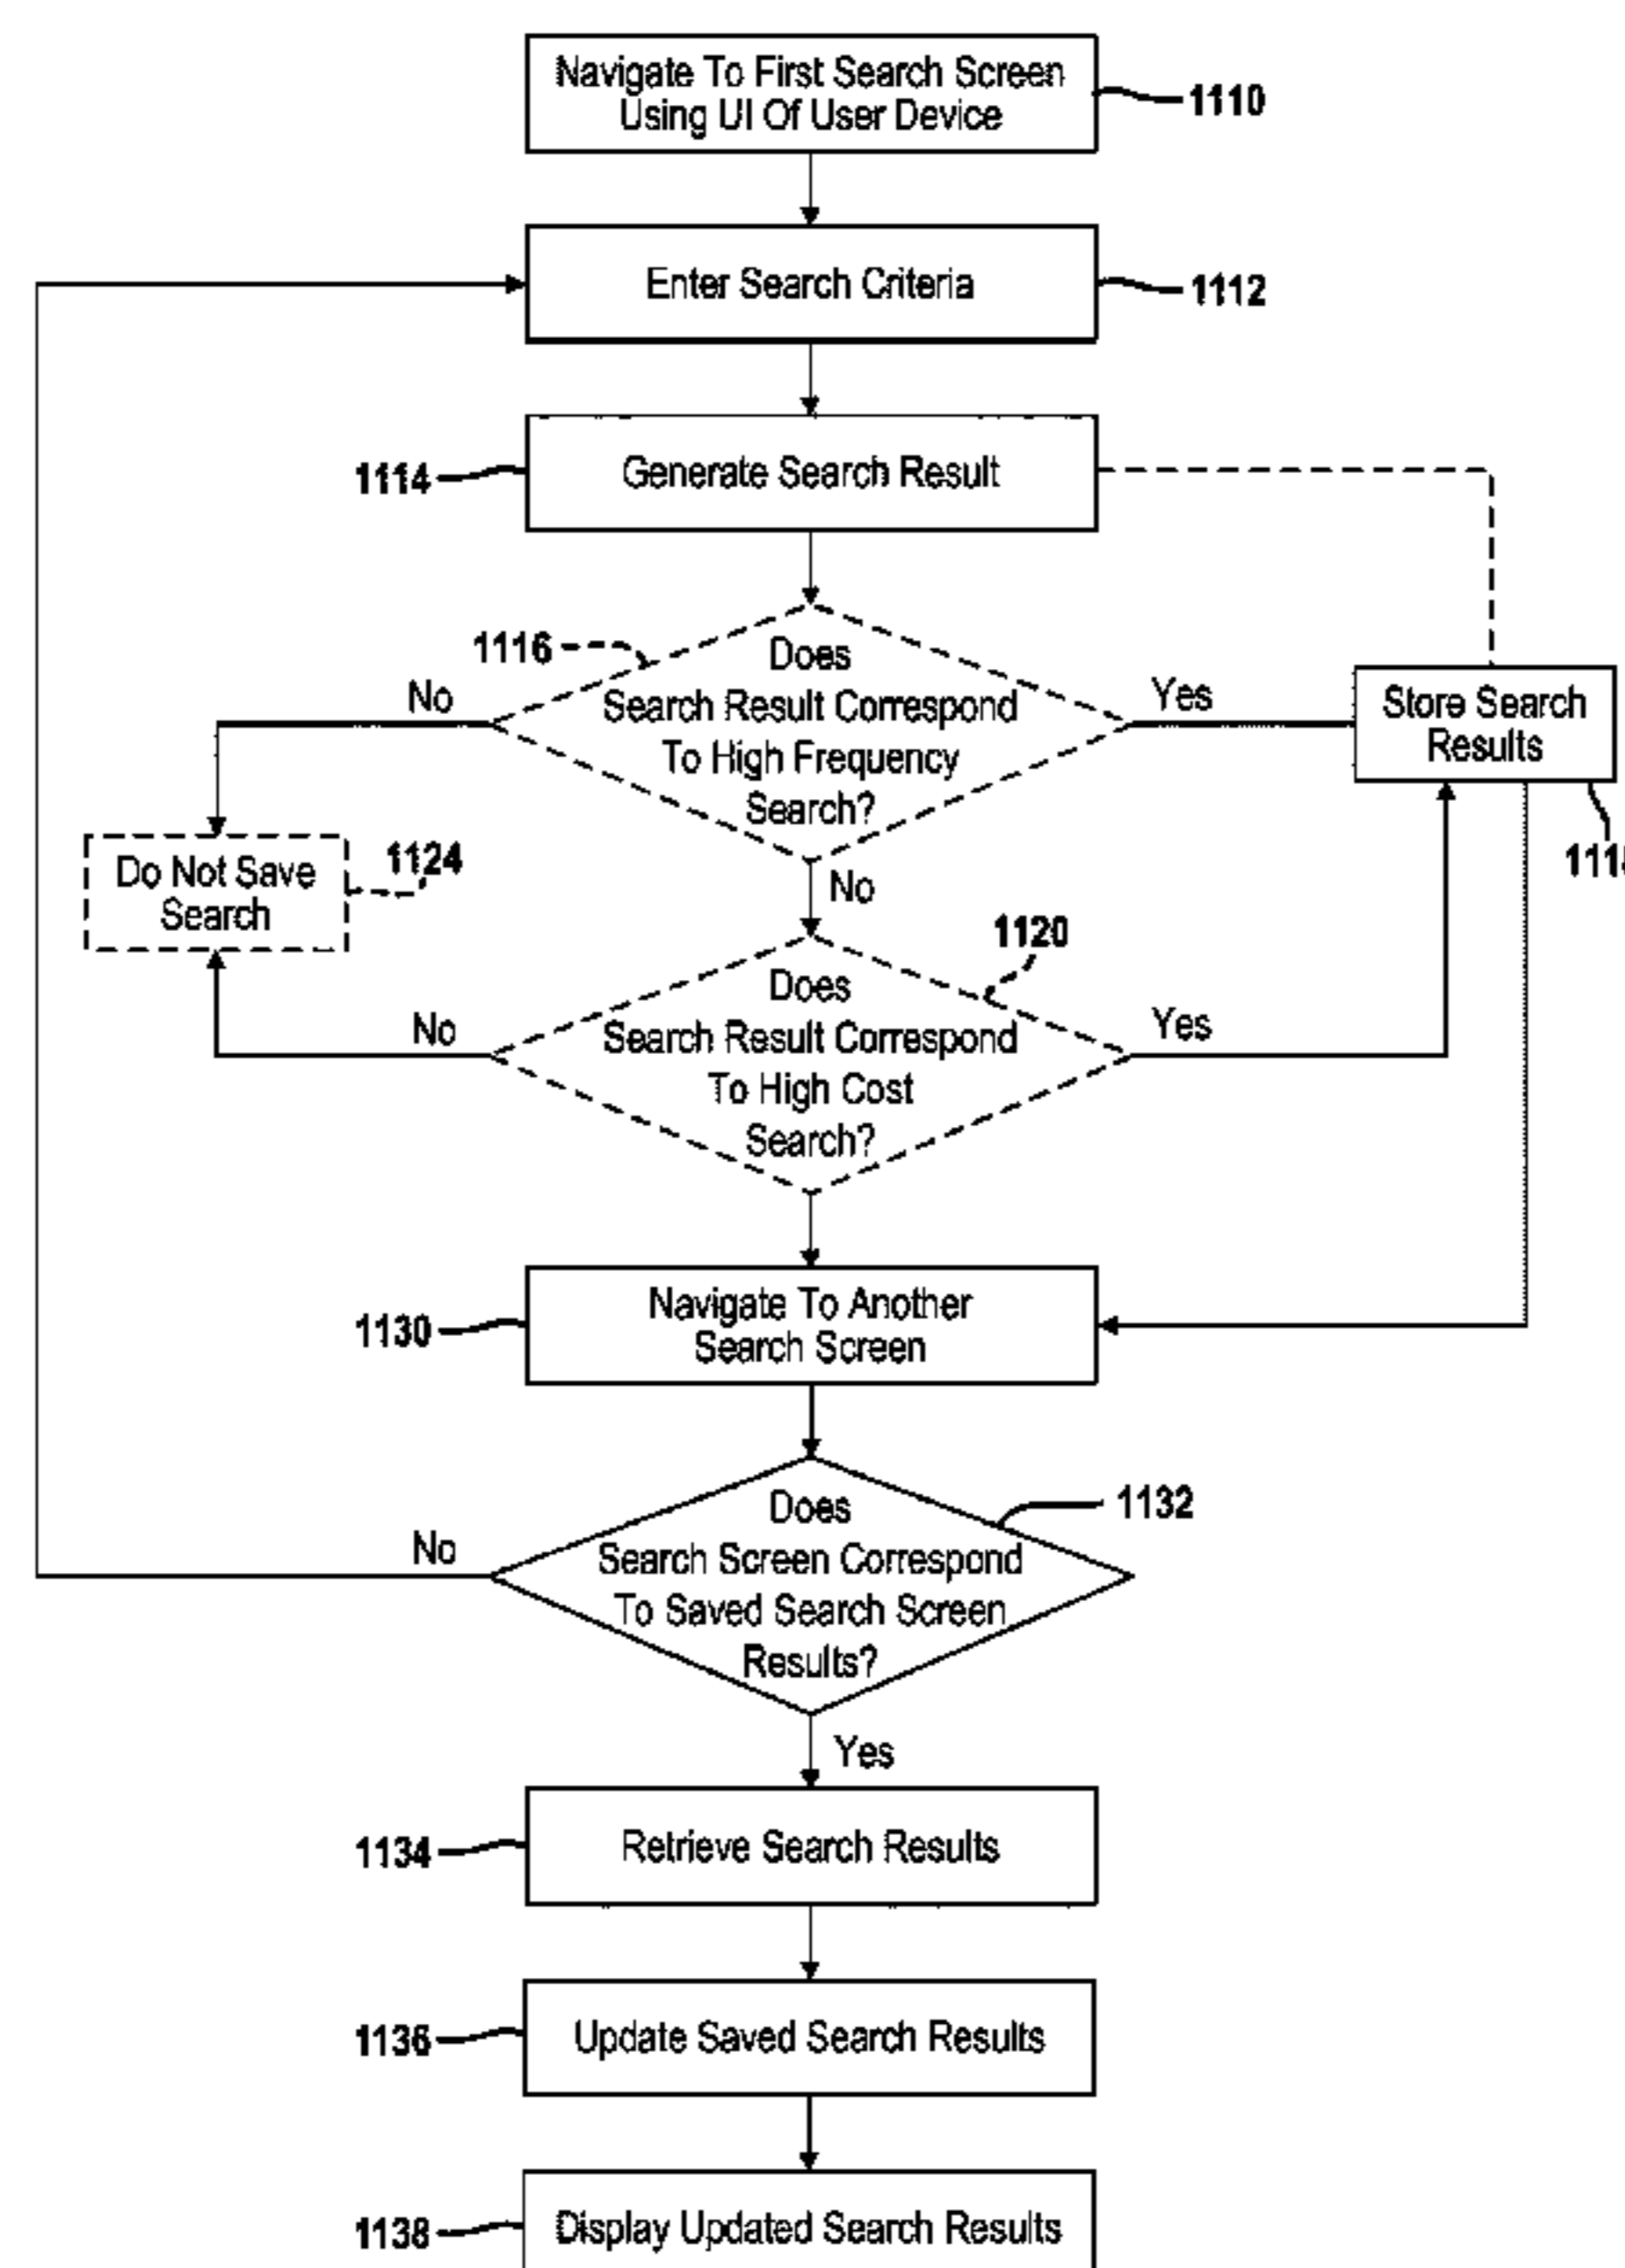 Navigate To First Search Screen
Using UI Of User Device
1110
Enter Search Criteria
1112
1114
Generate Search Result
1116
Does
Search Result Correspond
To High Frequency
Search?
No
Yes
Store Search
Results
Do Not Save
Search
1124
No
1120
Does
Search Result Correspond
To High Cost
Search?
No
Yes
1130
Navigate To Another
Search Screen
1132
Does
Search Screen Correspond
To Saved Search Screen
Results?
No
Yes
1134
Retrieve Search Results
1136
Update Saved Search Results
1138
Display Updated Search Results